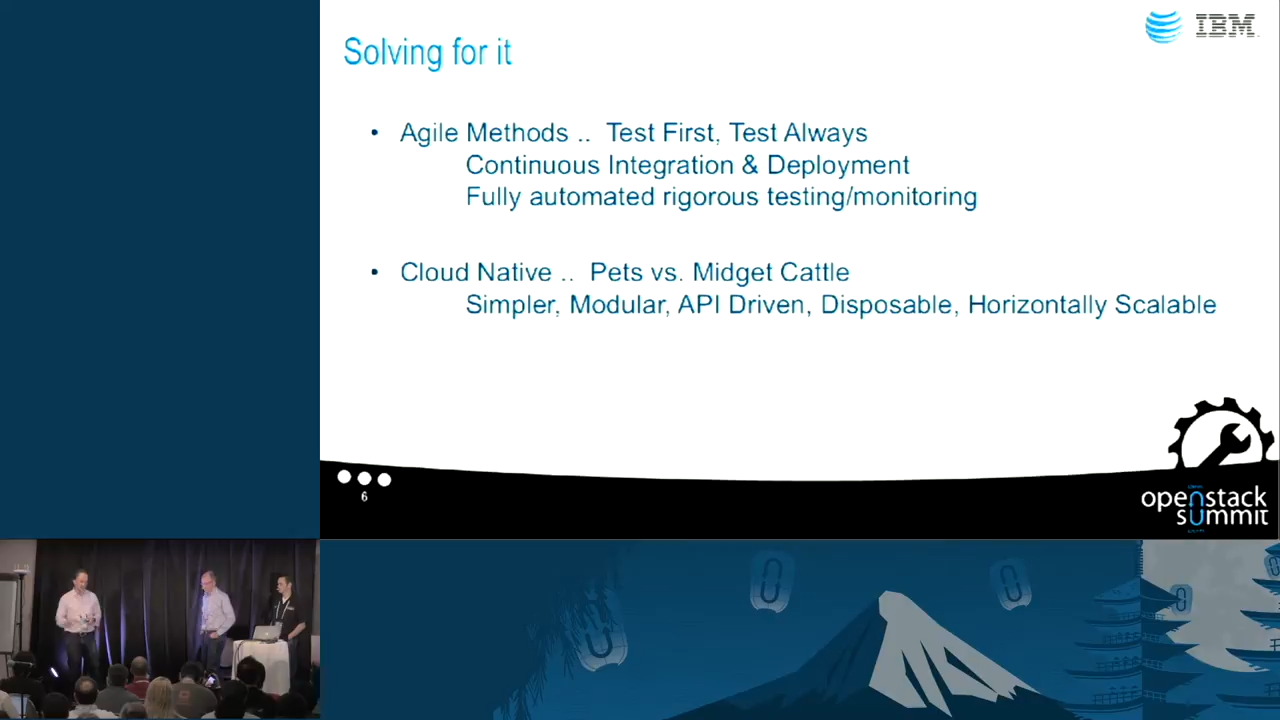 Solving for it
IBM
• Agile Methods .. Test First, Test Always
Continuous Integration & Deployment
Fully automated rigorous testing/monitoring
• Cloud Native .. Pets vs. Midget Cattle
Simpler, Modular, API Driven, Disposable, Horizontally Scalable
6
openstack
summit